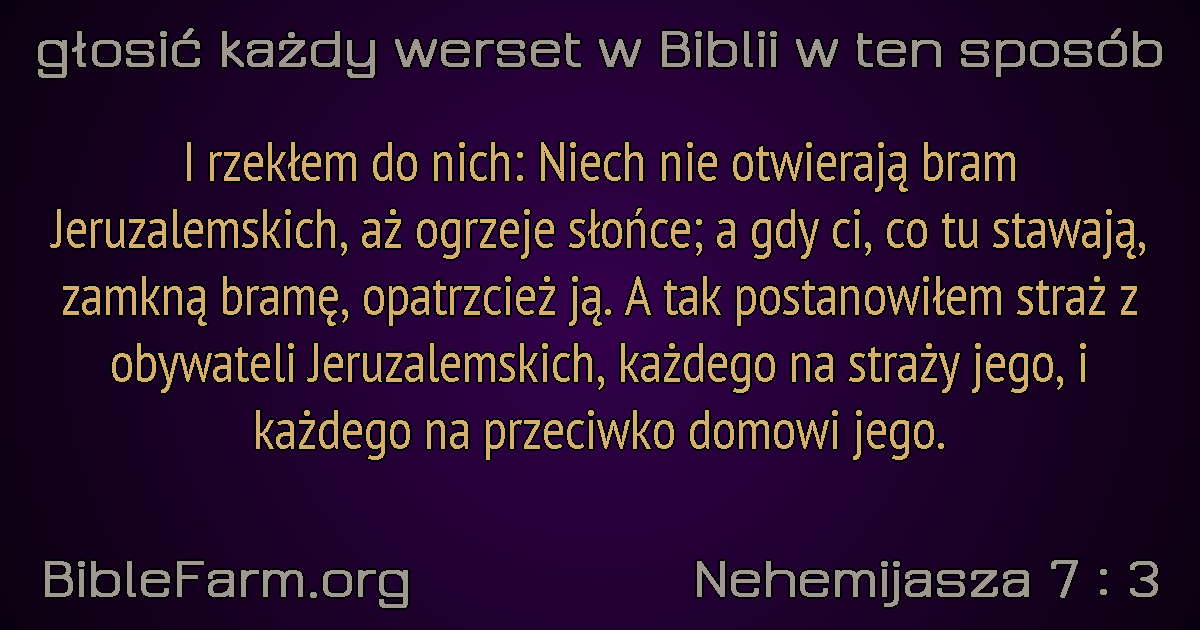 głosić każdy werset w Biblii w ten sposób
I rzekłem do nich: Niech nie otwierają bram
Jeruzalemskich, aż ogrzeje słońce; a gdy ci, co tu stawają,
zamkną bramę, opatrzcież ją. A tak postanowiłem straż z
obywateli Jeruzalemskich, każdego na straży jego, i
każdego na przeciwko domowi jego.
BibleFarm.org
Nehemijasza 7 : 3